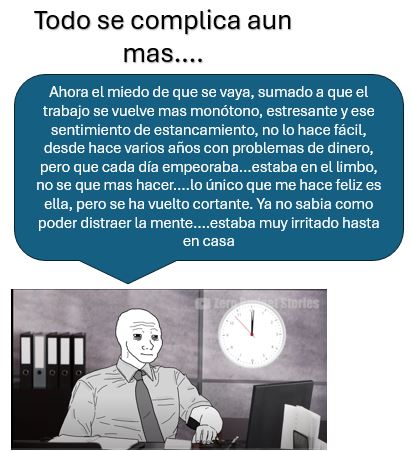 Todo se complica aun
mas....
Ahora el miedo de que se vaya, sumado a que el
trabajo se vuelve mas monótono, estresante y ese
sentimiento de estancamiento, no lo hace fácil,
desde hace varios años con problemas de dinero,
pero que cada día empeoraba...estaba en el limbo,
no se que mas hacer....lo único que me hace feliz es
ella, pero se ha vuelto cortante. Ya no sabia como
poder distraer la mente....estaba muy irritado hasta
en casa
Zero Budget Stories